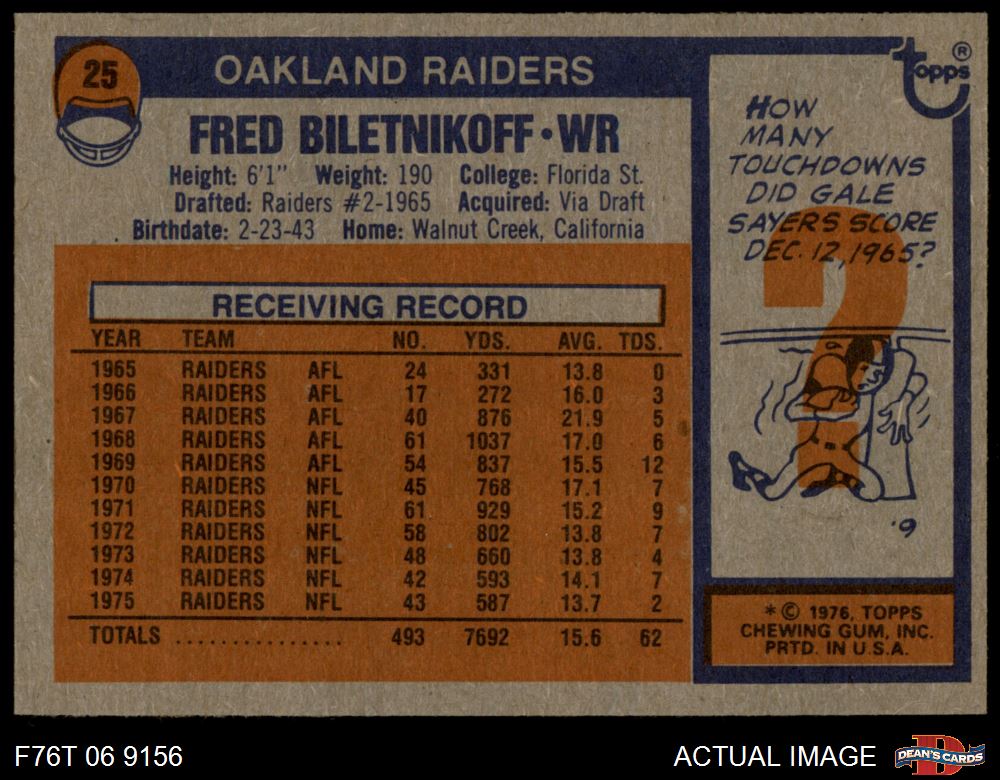 25
OAKLAND RAIDERS
FRED BILETNIKOFF • WR
Height: 6'1" Weight: 190 College: Florida St.
Drafted: Raiders #2-1965 Acquired: Via Draft
Birthdate: 2-23-43 Home: Walnut Creek, California
RECEIVING RECORD
YEAR TEAM NO. YDS. AVG. TDS.
1965 RAIDERS AFL 24 331 13.8 0
1966 RAIDERS AFL 17 272 16.0 3
1967 RAIDERS AFL 40 876 21.9 5
1968 RAIDERS AFL 61 1037 17.0 6
1969 RAIDERS AFL 54 837 15.5 12
1970 RAIDERS NFL 45 768 17.1 7
1971 RAIDERS NFL 61 929 15.2 9
1972 RAIDERS NFL 58 802 13.8 7
1973 RAIDERS NFL 48 660 13.8 4
1974 RAIDERS NFL 42 593 14.1 7
1975 RAIDERS NFL 43 587 13.7 2
TOTALS ............... 493 7692 15.6 62
topps ®
HOW
MANY
TOUCHDOWNS
DID GALE
SAYERS SCORE
DEC. 12, 1965?
?
.9
* © 1976, TOPPS
CHEWING GUM, INC.
PRTD. IN U.S.A.
F76T 06 9156
ACTUAL IMAGE
D
DEAN'S CARDS